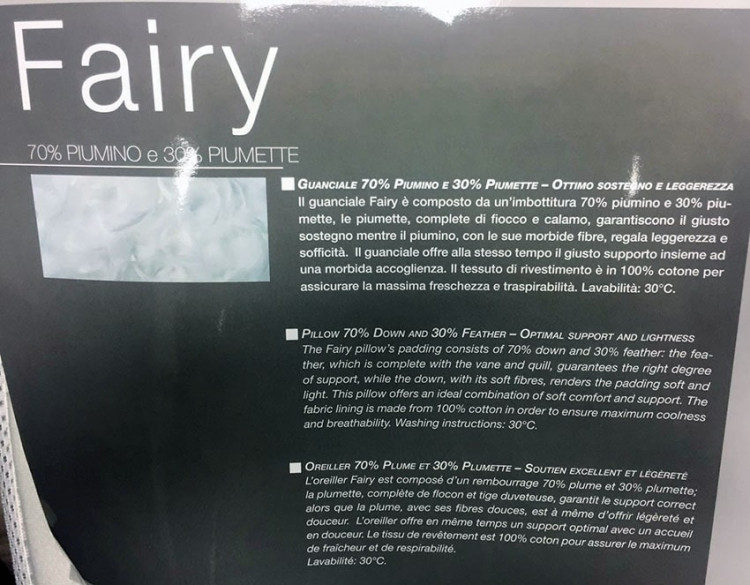 Fairy
70% PIUMINO e 30% PIUMETTE
GUANCIALE 70% PIUMINO E 30% PIUMETTE – OTTIMO SOSTEGNO E LEGGEREZZA
Il guanciale Fairy è composto da un'imbottitura 70% piumino e 30% piu-
mette, le piumette, complete di fiocco e calamo, garantiscono il giusto
sostegno mentre il piumino, con le sue morbide fibre, regala leggerezza e
sofficità. Il guanciale offre alla stesso tempo il giusto supporto insieme ad
una morbida accoglienza. Il tessuto di rivestimento è in 100% cotone per
assicurare la massima freschezza e traspirabilità. Lavabilità: 30°C.
PILLOW 70% DOWN AND 30% FEATHER – OPTIMAL SUPPORT AND LIGHTNESS
The Fairy pillow's padding consists of 70% down and 30% feather: the fea-
ther, which is complete with the vane and quill, guarantees the right degree
of support, while the down, with its soft fibres, renders the padding soft and
light. This pillow offers an ideal combination of soft comfort and support. The
fabric lining is made from 100% cotton in order to ensure maximum coolness
and breathability. Washing instructions: 30°C.
OREILLER 70% PLUME ET 30% PLUMETTE – SOUTIEN EXCELLENT ET LÉGÈRETÉ
L'oreiller Fairy est composé d'un rembourrage 70% plume et 30% plumette;
la plumette, complète de flocon et tige duveteuse, garantit le support correct
alors que la plume, avec ses fibres douces, est à même d'offrir légèreté et
douceur. L'oreiller offre en même temps un support optimal avec un accueil
en douceur. Le tissu de revêtement est 100% coton pour assurer le maximum
de fraîcheur et de respirabilité.
Lavabilité: 30°C.